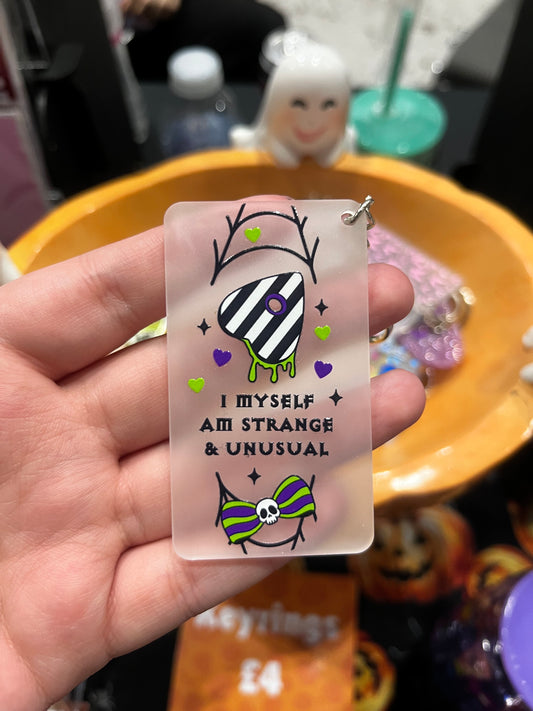 I MYSELF
AM STRANGE
& UNUSUAL
Keyrings
£4